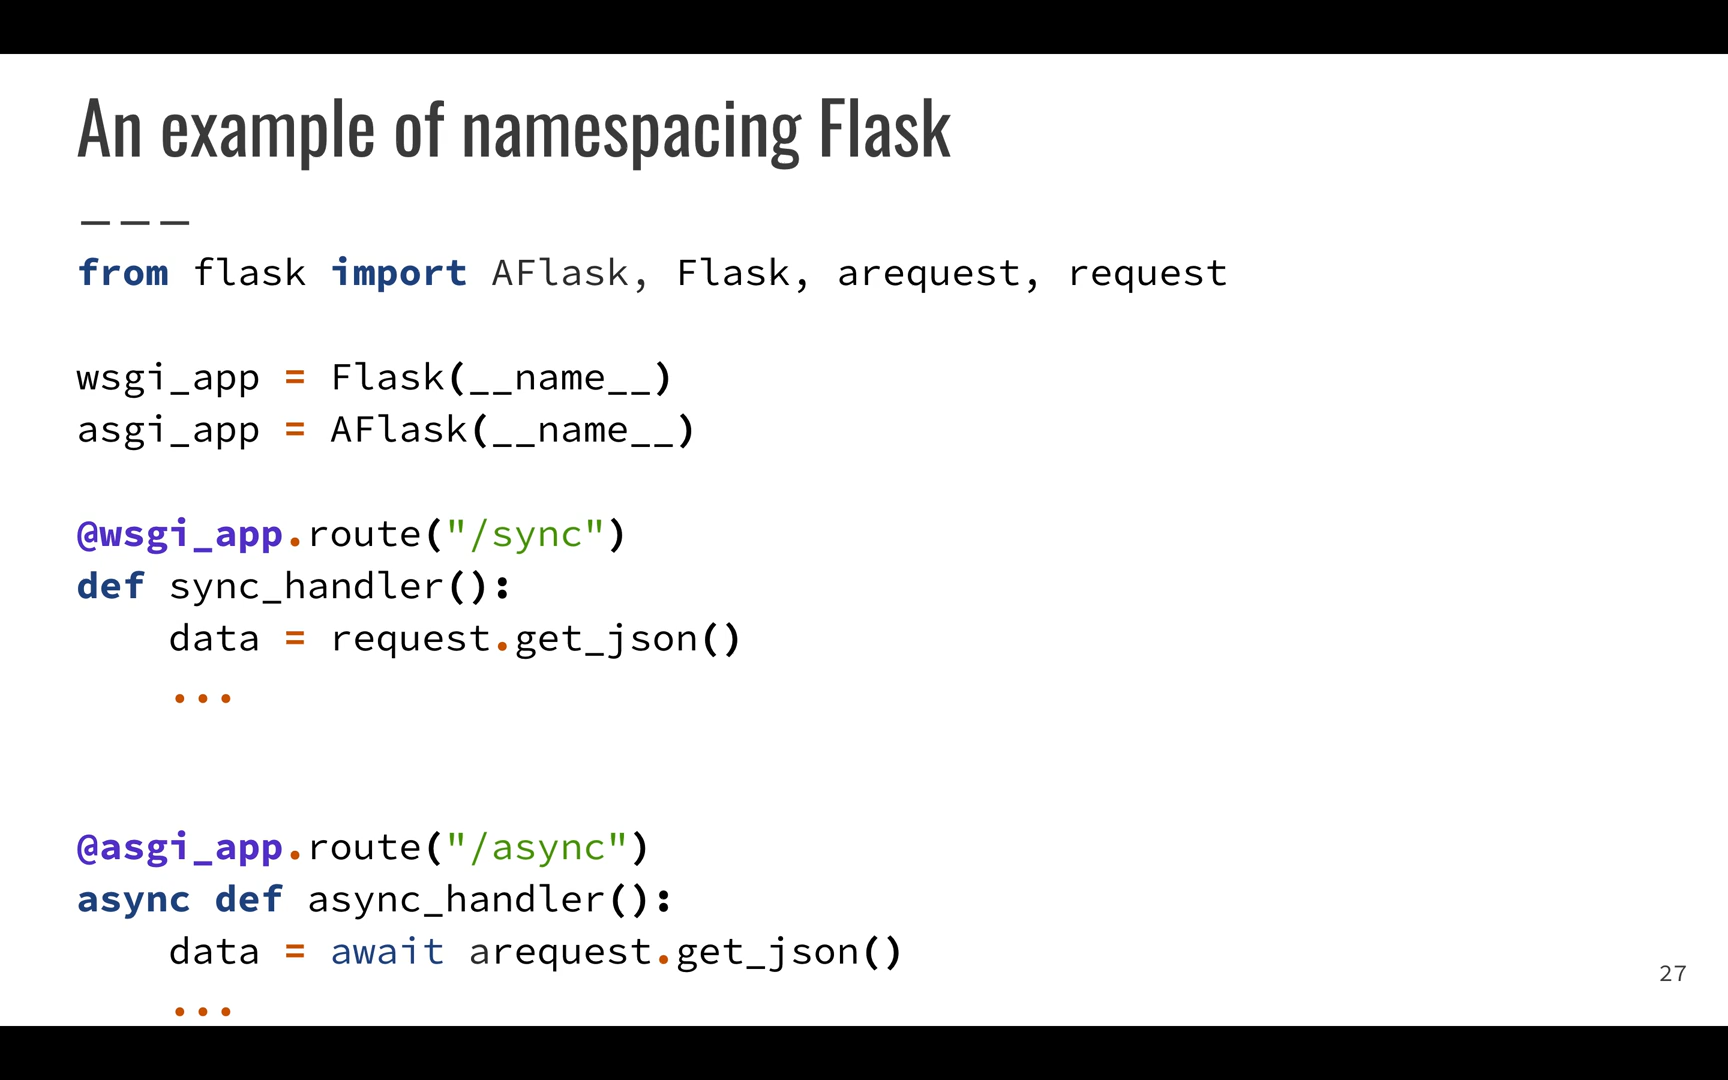 An example of namespacing Flask
___
from flask import AFlask, Flask, arequest, request
wsgi_app = Flask(__name__)
asgi_app = AFlask(__name__)
@wsgi_app.route("/sync")
def sync_handler():
    data = request.get_json()
    ...
@asgi_app.route("/async")
async def async_handler():
    data = await arequest.get_json()
    ...
27